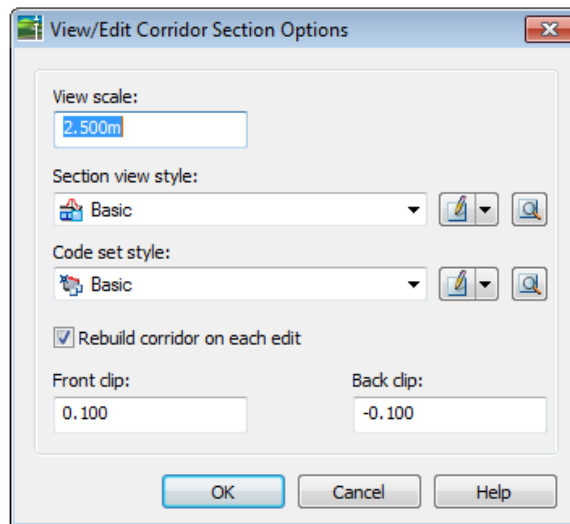 View/Edit Corridor Section Options
View scale:
2.500m
Section view style:
Basic
Code set style:
Basic
Rebuild corridor on each edit
Front clip: Back clip:
0.100 -0.100
OK Cancel Help